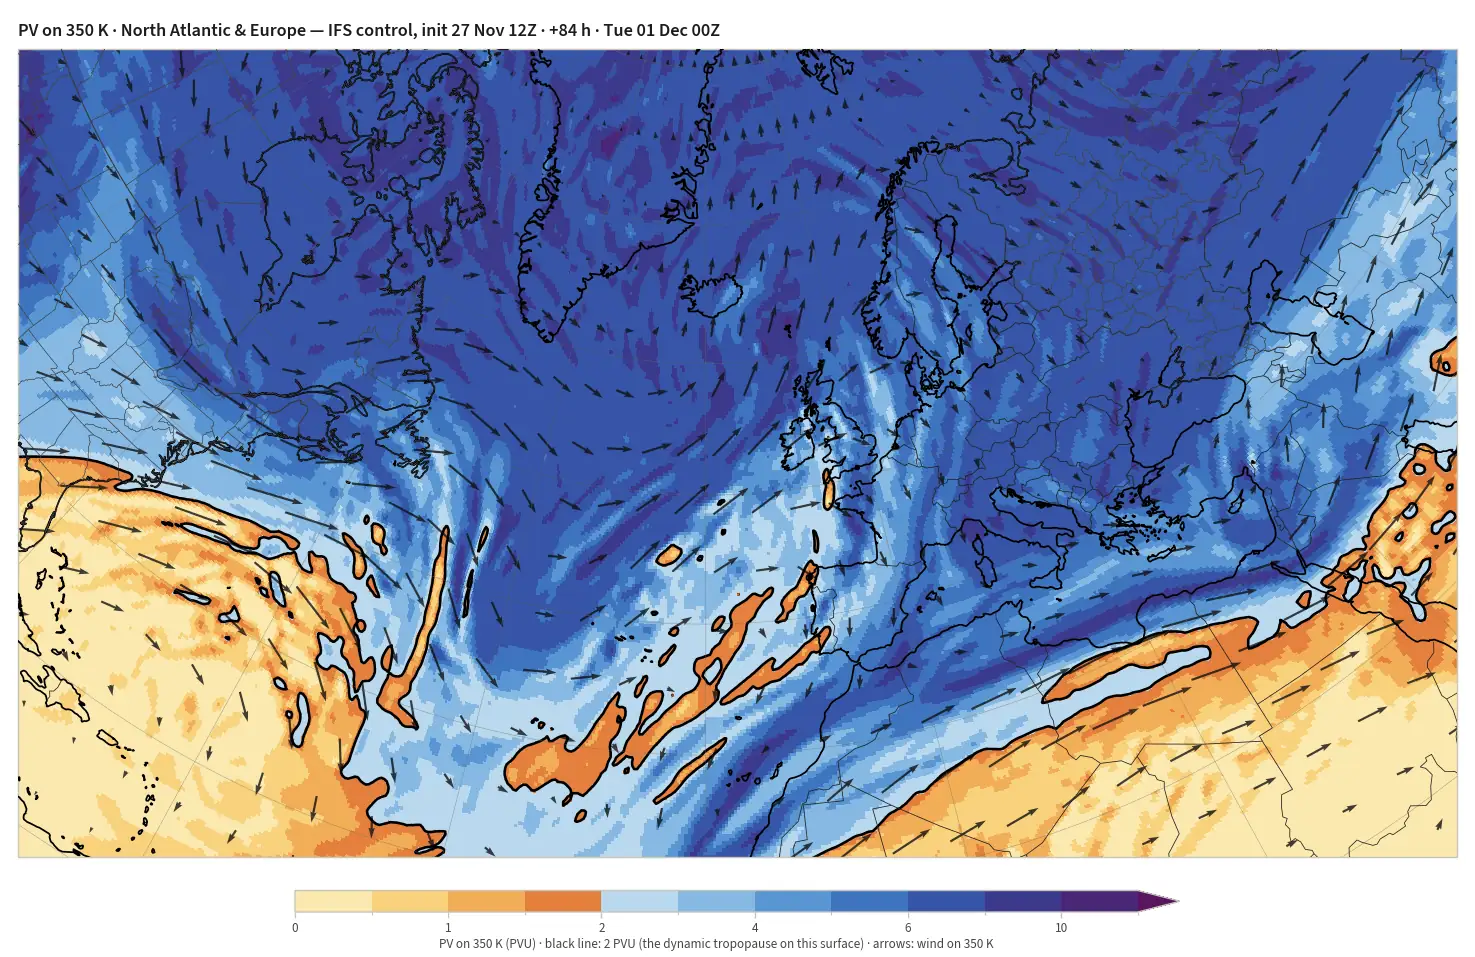 PV on 350 K · North Atlantic & Europe — IFS control, init 27 Nov 12Z · +84 h · Tue 01 Dec 00Z
0 1 2 4 6 10
PV on 350 K (PVU) · black line: 2 PVU (the dynamic tropopause on this surface) · arrows: wind on 350 K